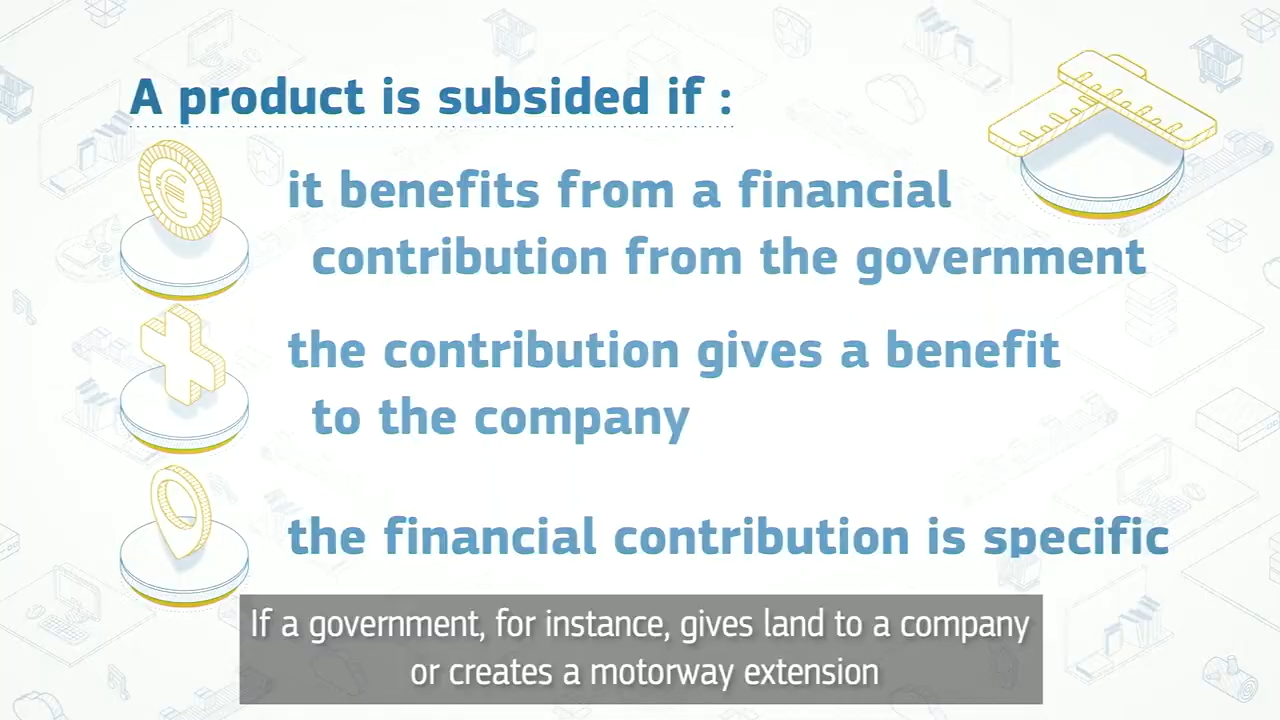 A product is subsided if :
it benefits from a financial
contribution from the government
the contribution gives a benefit
to the company
the financial contribution is specific
If a government, for instance, gives land to a company
or creates a motorway extension